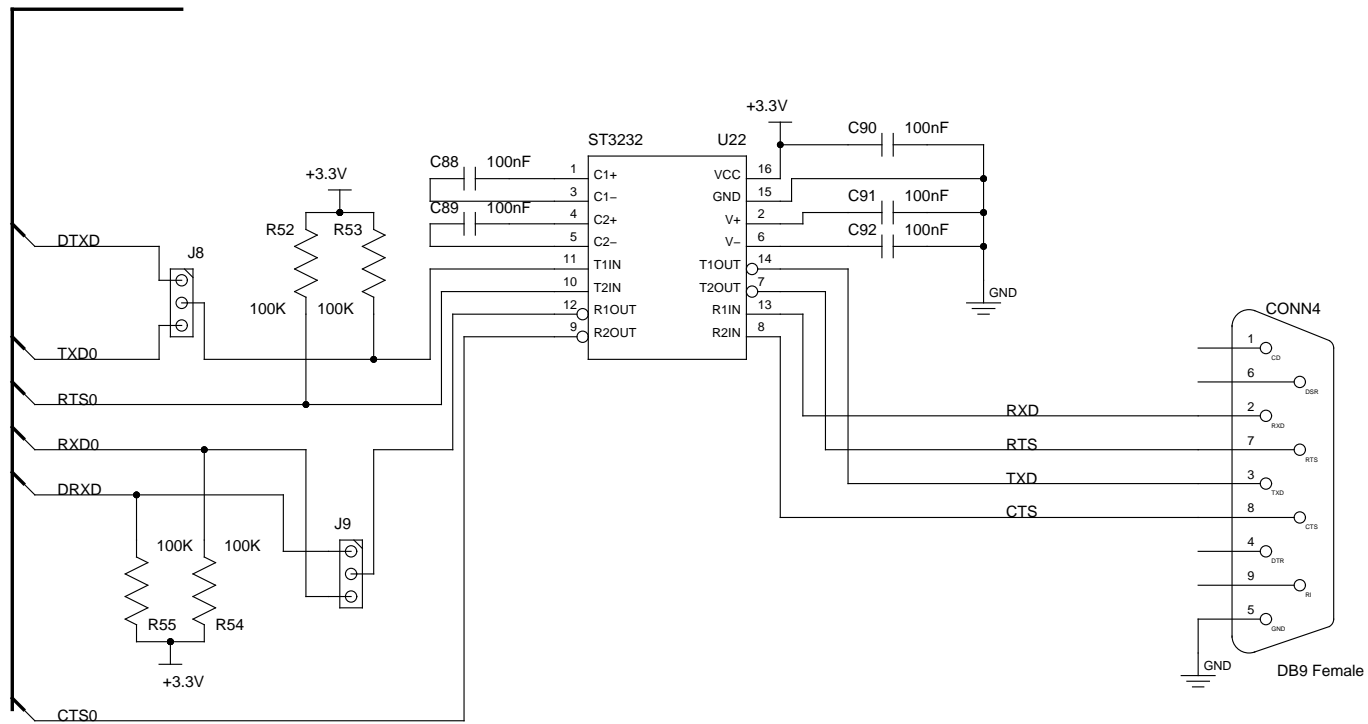 +3.3V
C90 100nF
ST3232 U22
C88 100nF
1 C1+ VCC 16
+3.3V
3 C1− GND 15
C89 100nF
C91 100nF
4 C2+ V+ 2
R52 R53
C92 100nF
DTXD
5 C2− V− 6
J8
11 T1IN T1OUT 14
10 T2IN T2OUT 7
GND
100K 100K
12 R1OUT R1IN 13
CONN4
9 R2OUT R2IN 8
1 CD
TXD0
6 DSR
RTS0
RXD 2 RXD
RXD0
RTS 7 RTS
DRXD
TXD 3 TXD
CTS 8 CTS
J9
100K 100K
4 DTR
9 RI
R55 R54
5 GND
GND
DB9 Female
+3.3V
CTS0